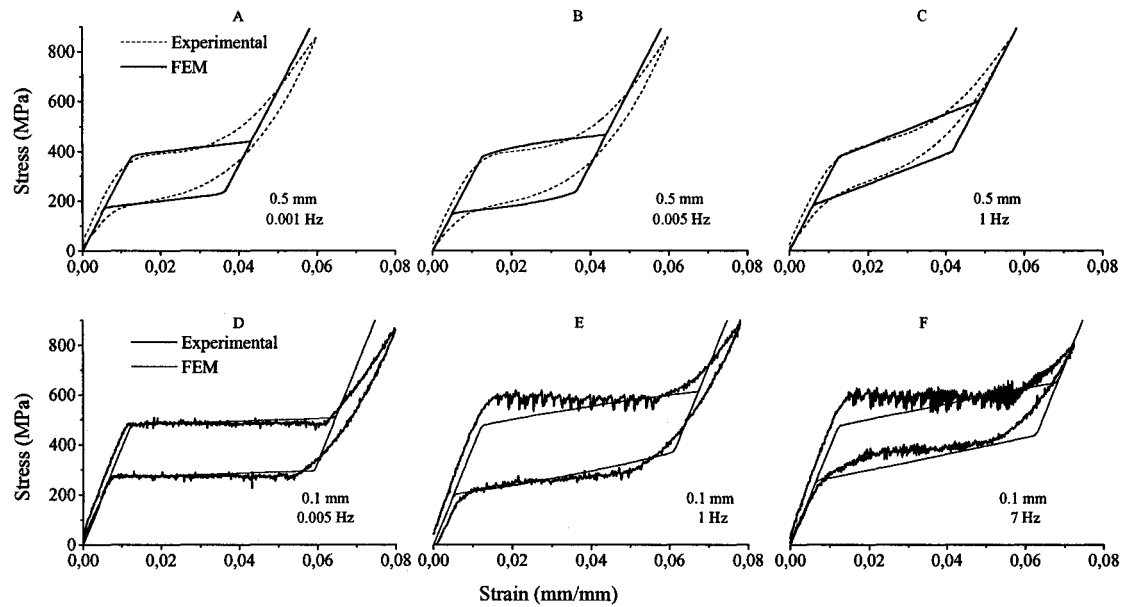 A
B
C
Experimental
FEM
Stress (MPa)
800
600
400
200
0
0.5 mm
0.001 Hz
0.5 mm
0.005 Hz
0.5 mm
1 Hz
0,00 0,02 0,04 0,06 0,08
0,00 0,02 0,04 0,06 0,08
0,00 0,02 0,04 0,06 0,08
D
E
F
Experimental
FEM
Stress (MPa)
800
600
400
200
0
0.1 mm
0.005 Hz
0.1 mm
1 Hz
0.1 mm
7 Hz
0,00 0,02 0,04 0,06 0,08
0,00 0,02 0,04 0,06 0,08
0,00 0,02 0,04 0,06 0,08
Strain (mm/mm)